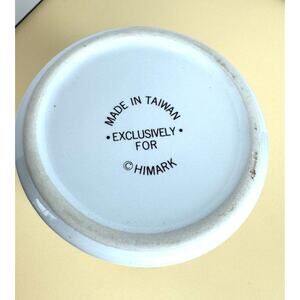 MADE IN TAIWAN
• EXCLUSIVELY •
FOR
©HIMARK